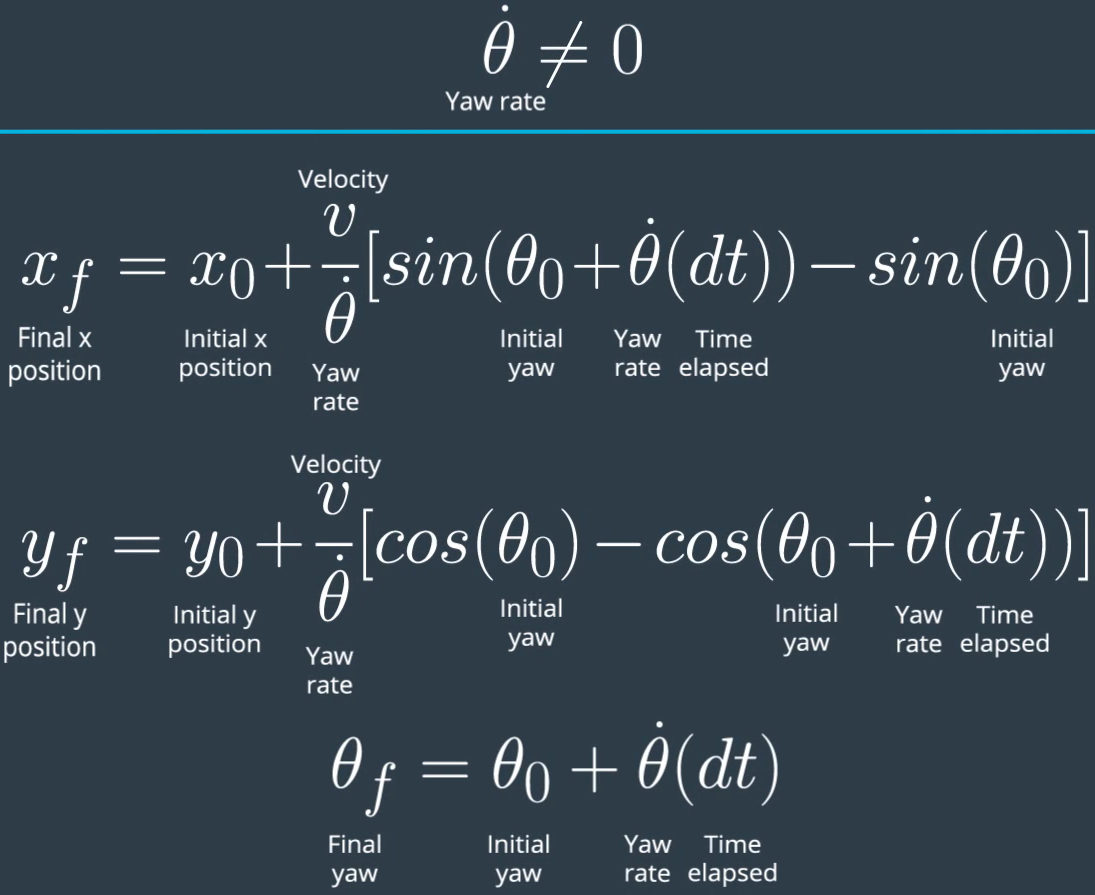 θ̇ ≠ 0
Yaw rate
Velocity
x_f = x_0 + v/θ̇ [sin(θ_0 + θ̇(dt)) − sin(θ_0)]
Final x position
Initial x position
Yaw rate
Initial yaw
Yaw rate
Time elapsed
Initial yaw
Velocity
y_f = y_0 + v/θ̇ [cos(θ_0) − cos(θ_0 + θ̇(dt))]
Final y position
Initial y position
Yaw rate
Initial yaw
Initial yaw
Yaw rate
Time elapsed
θ_f = θ_0 + θ̇(dt)
Final yaw
Initial yaw
Yaw rate
Time elapsed